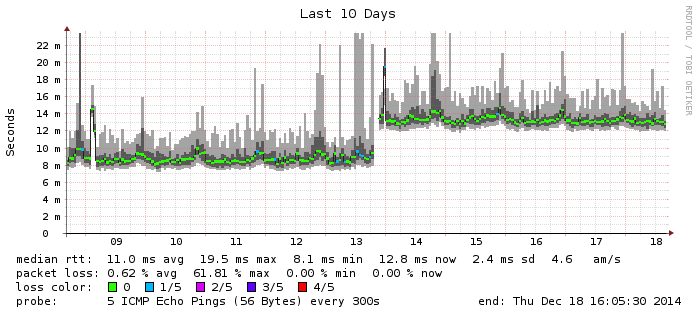 Last 10 Days
RRDTOOL / TOBI OETIKER
Seconds
22 m
20 m
18 m
16 m
14 m
12 m
10 m
8 m
6 m
4 m
2 m
0
09 10 11 12 13 14 15 16 17 18
median rtt: 11.0 ms avg 19.5 ms max 8.1 ms min 12.8 ms now 2.4 ms sd 4.6 am/s
packet loss: 0.62 % avg 61.81 % max 0.00 % min 0.00 % now
loss color: 0 1/5 2/5 3/5 4/5
probe: 5 ICMP Echo Pings (56 Bytes) every 300s end: Thu Dec 18 16:05:30 2014